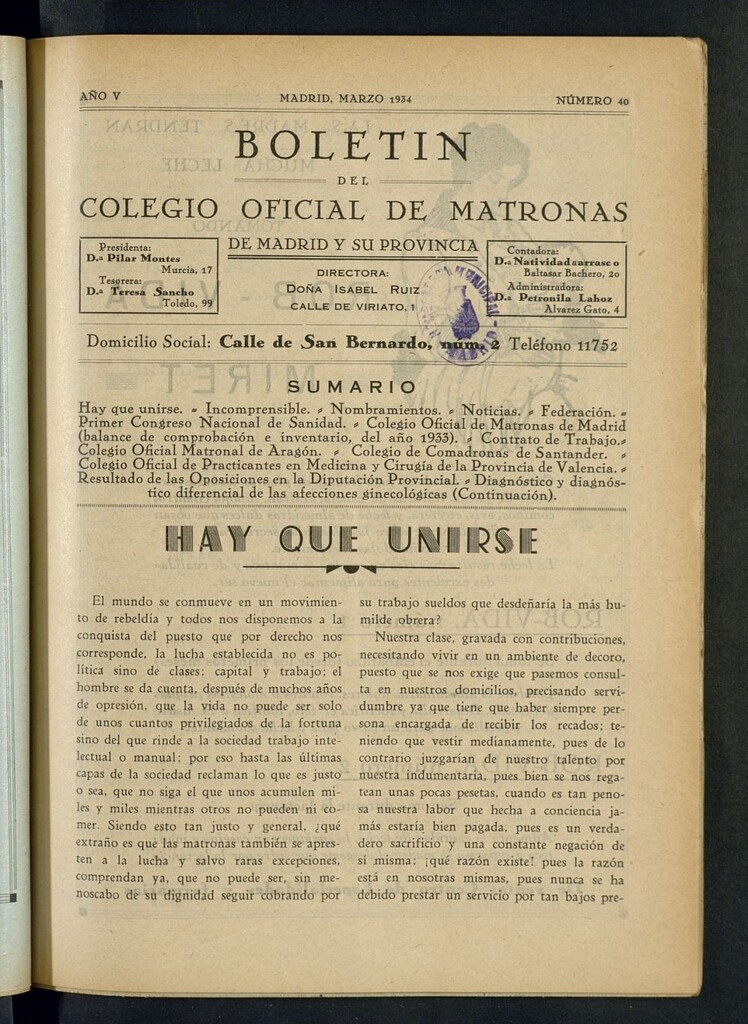 AÑO V
MADRID, MARZO 1934
NÚMERO 40
BOLETIN
DEL
COLEGIO OFICIAL DE MATRONAS
DE MADRID Y SU PROVINCIA
Presidenta:
D.ª Pilar Montes
Murcia, 17
Tesorera:
D.ª Teresa Sancho
Toledo, 99
DIRECTORA:
DOÑA ISABEL RUIZ
CALLE DE VIRIATO, 1
Contadora:
D.ª Natividad arrasco
Baltasar Bachero, 20
Administradora:
D.ª Petronila Lahoz
Alvarez Gato, 4
Domicilio Social: Calle de San Bernardo, núm. 2 Teléfono 11752
SUMARIO
Hay que unirse. = Incomprensible. = Nombramientos. = Noticias. = Federación. =
Primer Congreso Nacional de Sanidad. = Colegio Oficial de Matronas de Madrid
(balance de comprobación e inventario, del año 1933). = Contrato de Trabajo. =
Colegio Oficial Matronal de Aragón. = Colegio de Comadronas de Santander. =
Colegio Oficial de Practicantes en Medicina y Cirugía de la Provincia de Valencia. =
Resultado de las Oposiciones en la Diputación Provincial. = Diagnóstico y diagnós-
tico diferencial de las afecciones ginecológicas (Continuación).
HAY QUE UNIRSE
El mundo se conmueve en un movimien-
to de rebeldía y todos nos disponemos a la
conquista del puesto que por derecho nos
corresponde, la lucha establecida no es po-
lítica sino de clases; capital y trabajo; el
hombre se da cuenta, después de muchos años
de opresión, que la vida no puede ser solo
de unos cuantos privilegiados de la fortuna
sino del que rinde a la sociedad trabajo inte-
lectual o manual; por eso hasta las últimas
capas de la sociedad reclaman lo que es justo
o sea, que no siga el que unos acumulen mi-
les y miles mientras otros no pueden ni co-
mer. Siendo esto tan justo y general, ¿qué
extraño es que las matronas también se apres-
ten a la lucha y salvo raras excepciones,
comprendan ya, que no puede ser, sin me-
noscabo de su dignidad seguir cobrando por
su trabajo sueldos que desdeñaría la más hu-
milde obrera?
Nuestra clase, gravada con contribuciones,
necesitando vivir en un ambiente de decoro,
puesto que se nos exige que pasemos consul-
ta en nuestros domicilios, precisando servi-
dumbre ya que tiene que haber siempre per-
sona encargada de recibir los recados; te-
niendo que vestir medianamente, pues de lo
contrario juzgarían de nuestro talento por
nuestra indumentaria, pues bien se nos rega-
tean unas pocas pesetas, cuando es tan peno-
sa nuestra labor que hecha a conciencia ja-
más estaría bien pagada, pues es un verda-
dero sacrificio y una constante negación de
sí misma; ¡qué razón existe! pues la razón
está en nosotras mismas, pues nunca se ha
debido prestar un servicio por tan bajos pre-